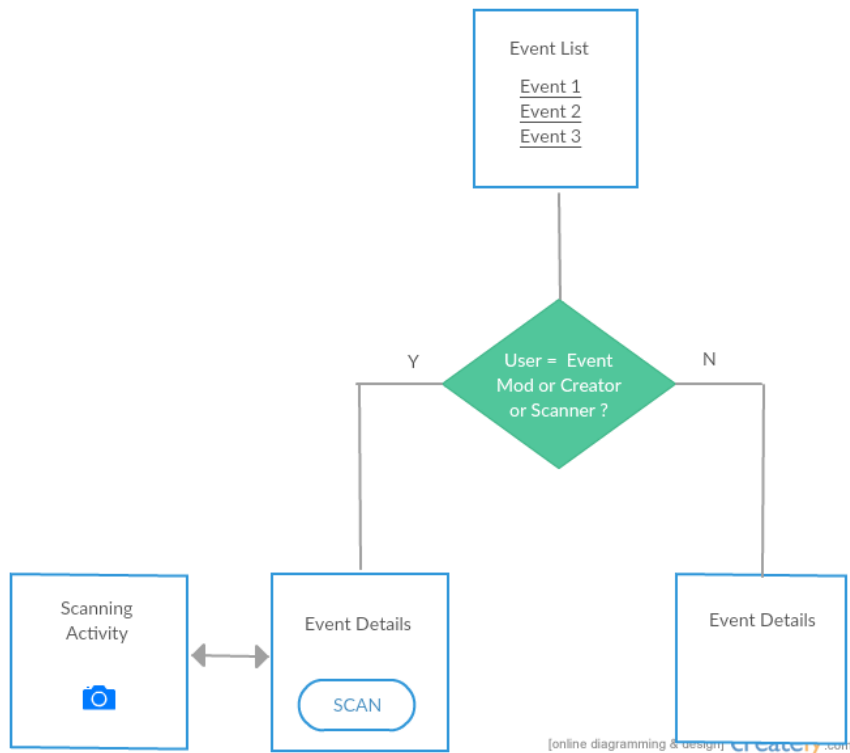 Event List
Event 1
Event 2
Event 3
Y
N
User = Event
Mod or Creator
or Scanner ?
Scanning
Activity
Event Details
SCAN
Event Details
[online diagramming & design] creately.com